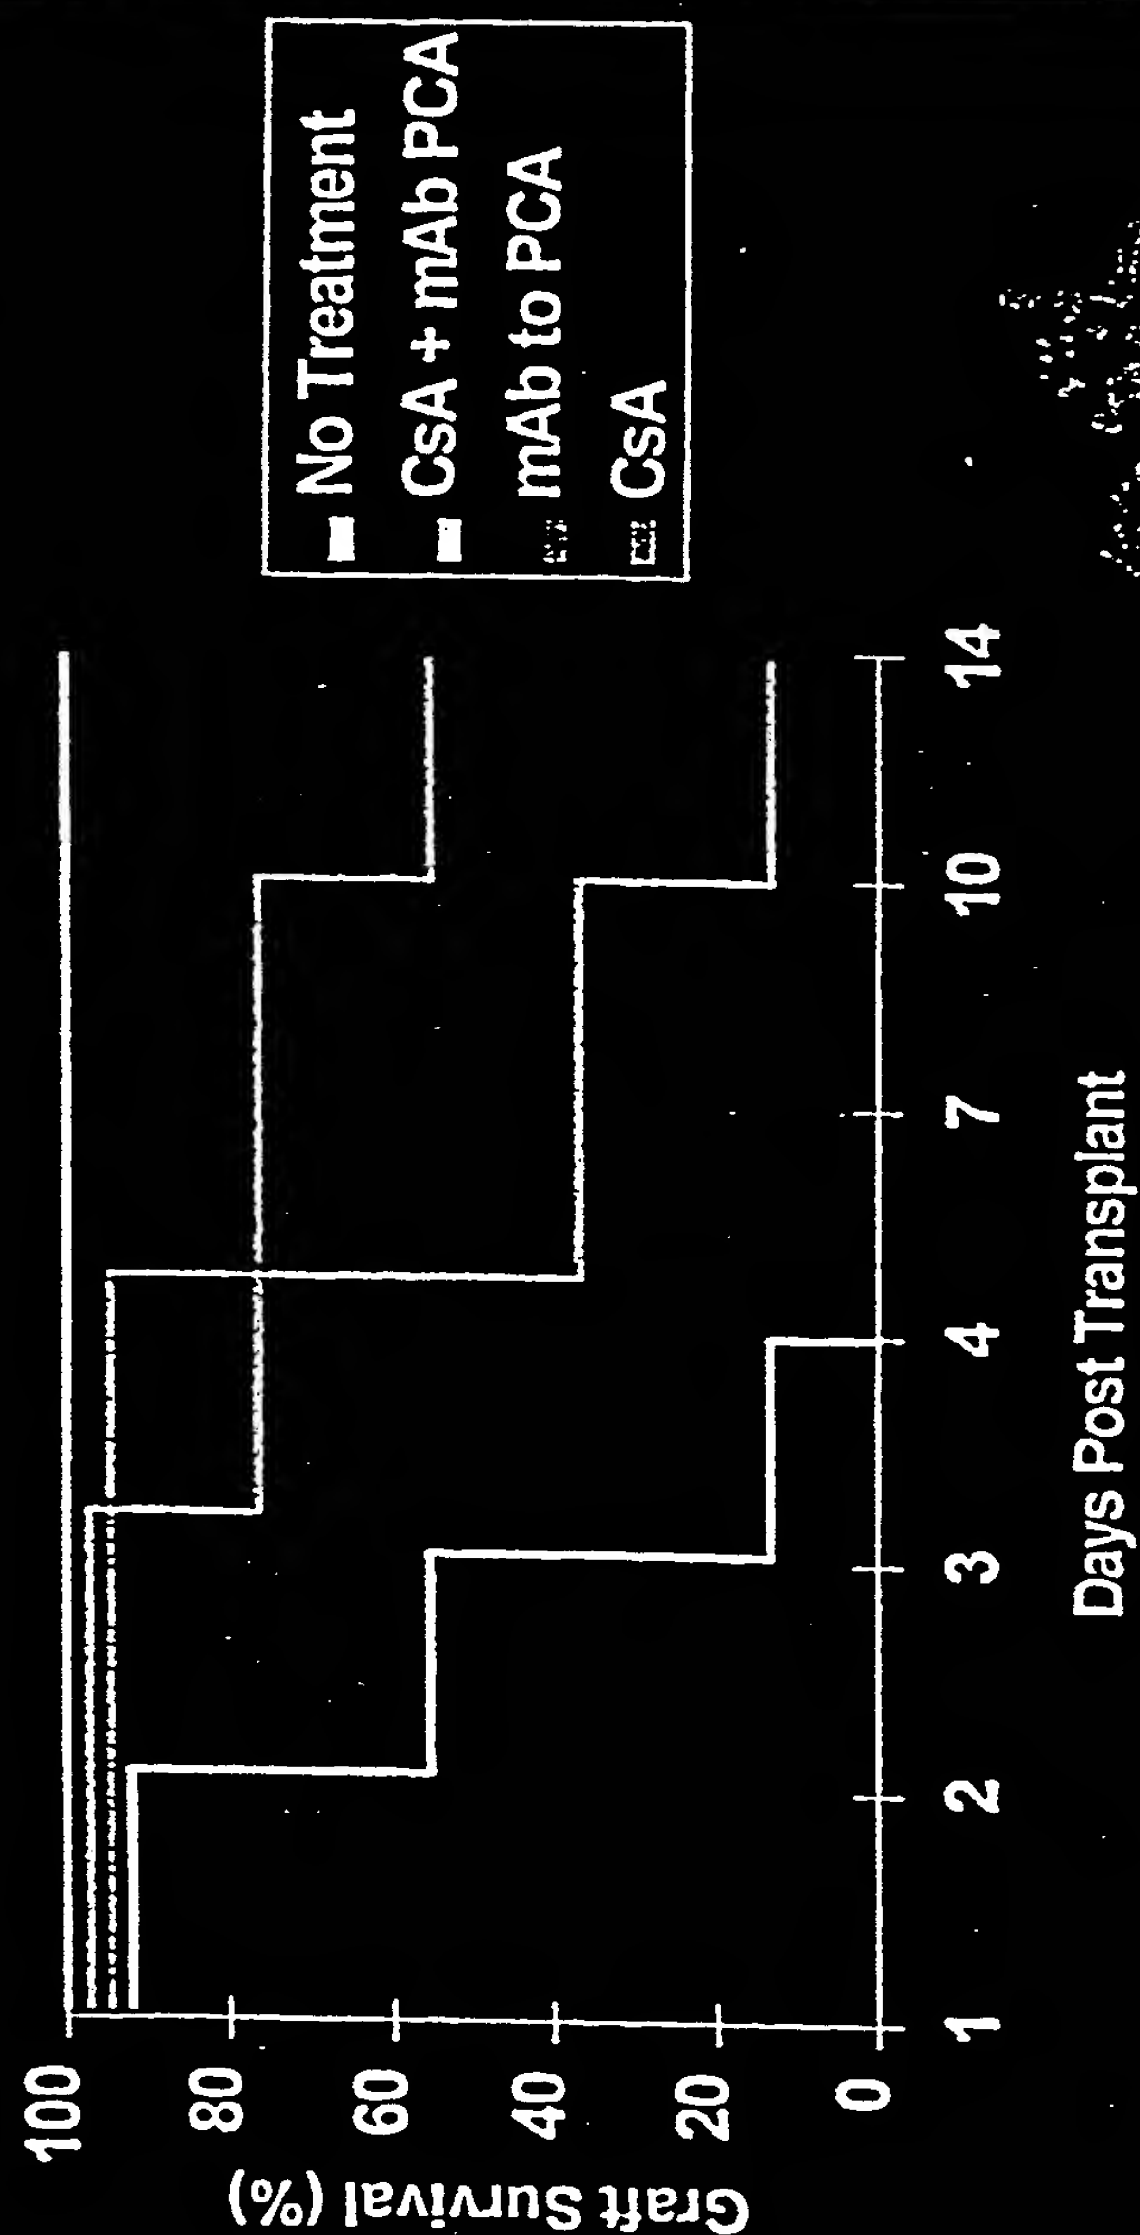 Graft Survival (%)
100
80
60
40
20
0
1 2 3 4 7 10 14
Days Post Transplant
No Treatment
CsA + mAb PCA
mAb to PCA
CsA